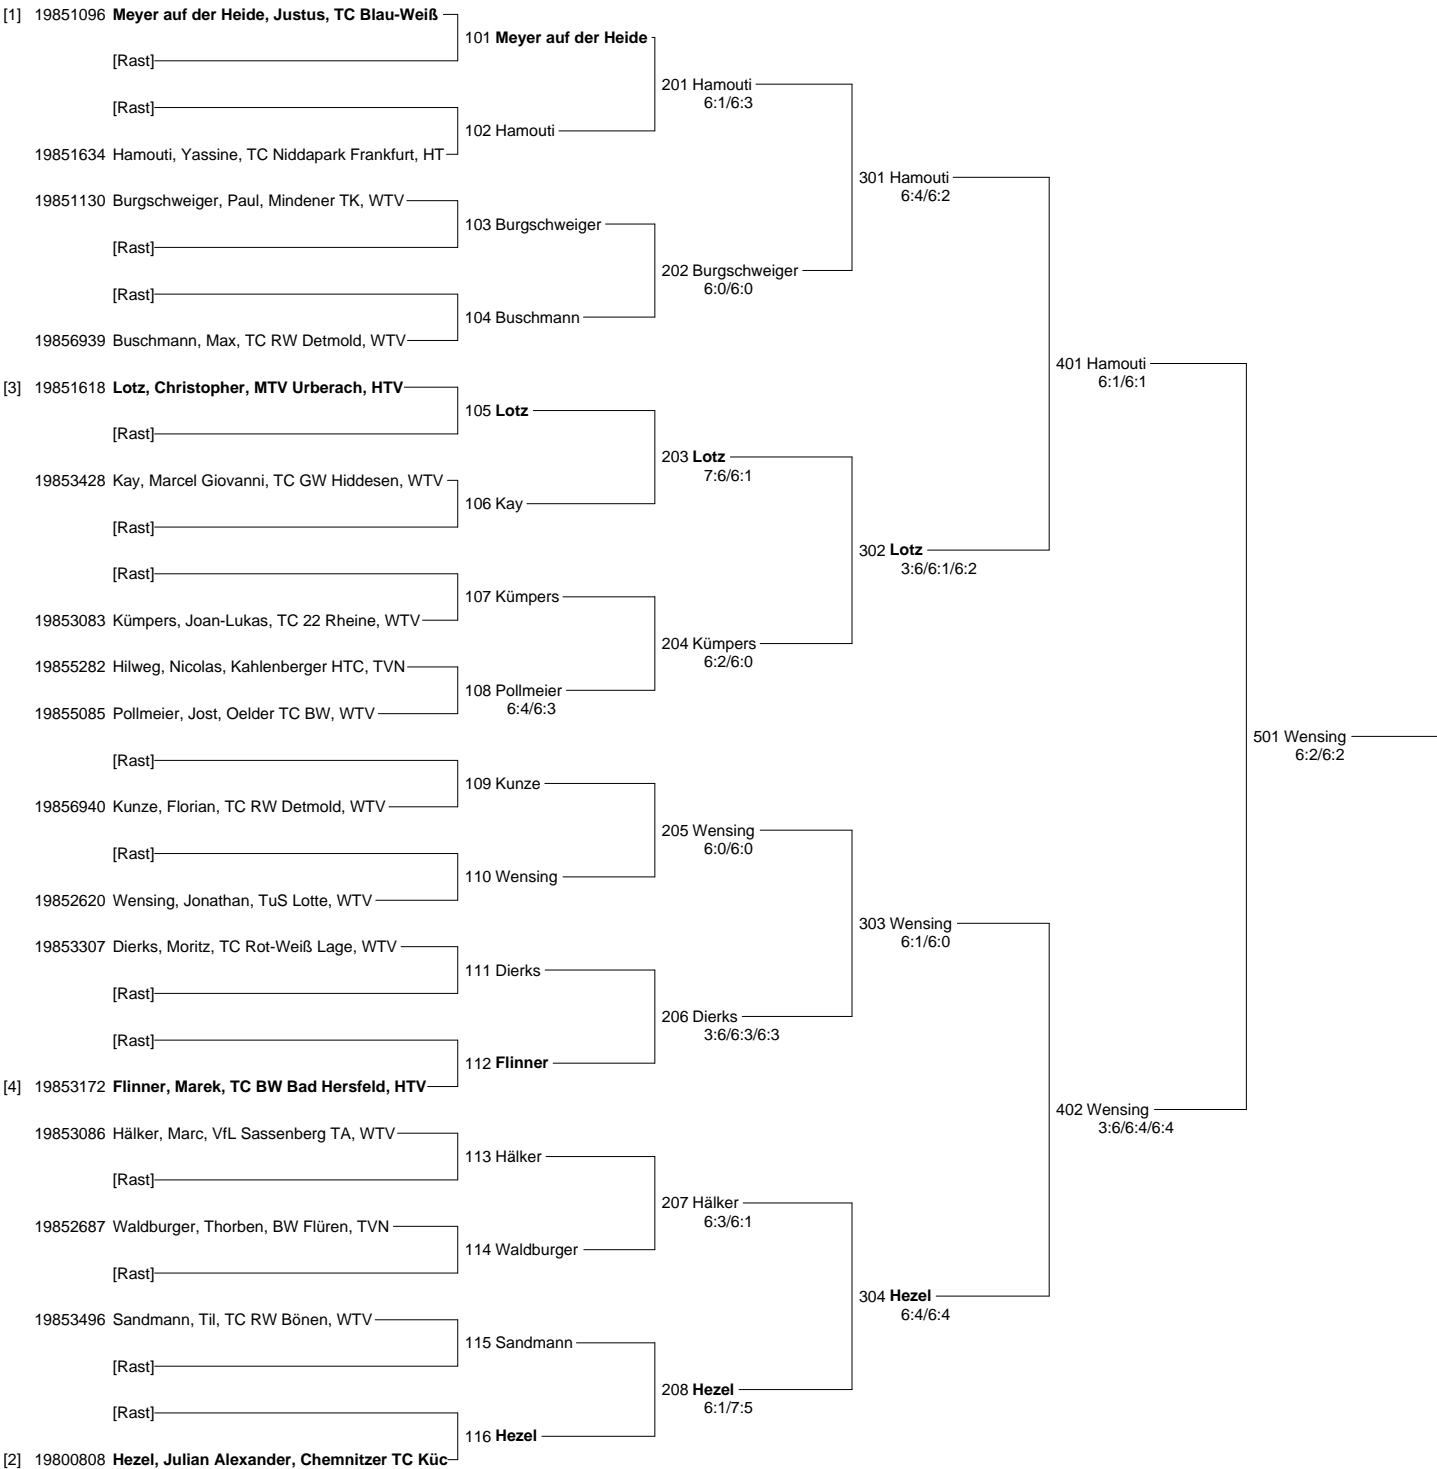 [1] 19851096 Meyer auf der Heide, Justus, TC Blau-Weiß
101 Meyer auf der Heide
[Rast]
201 Hamouti
6:1/6:3
[Rast]
102 Hamouti
19851634 Hamouti, Yassine, TC Niddapark Frankfurt, HT
301 Hamouti
6:4/6:2
19851130 Burgschweiger, Paul, Mindener TK, WTV
103 Burgschweiger
[Rast]
202 Burgschweiger
6:0/6:0
[Rast]
104 Buschmann
19856939 Buschmann, Max, TC RW Detmold, WTV
401 Hamouti
6:1/6:1
[3] 19851618 Lotz, Christopher, MTV Urberach, HTV
105 Lotz
[Rast]
203 Lotz
7:6/6:1
19853428 Kay, Marcel Giovanni, TC GW Hiddesen, WTV
106 Kay
[Rast]
302 Lotz
3:6/6:1/6:2
[Rast]
107 Kümpers
19853083 Kümpers, Joan-Lukas, TC 22 Rheine, WTV
204 Kümpers
6:2/6:0
19855282 Hilweg, Nicolas, Kahlenberger HTC, TVN
108 Pollmeier
6:4/6:3
19855085 Pollmeier, Jost, Oelder TC BW, WTV
501 Wensing
6:2/6:2
[Rast]
109 Kunze
19856940 Kunze, Florian, TC RW Detmold, WTV
205 Wensing
6:0/6:0
[Rast]
110 Wensing
19852620 Wensing, Jonathan, TuS Lotte, WTV
303 Wensing
6:1/6:0
19853307 Dierks, Moritz, TC Rot-Weiß Lage, WTV
111 Dierks
[Rast]
206 Dierks
3:6/6:3/6:3
[Rast]
112 Flinner
[4] 19853172 Flinner, Marek, TC BW Bad Hersfeld, HTV
402 Wensing
3:6/6:4/6:4
19853086 Hälker, Marc, VfL Sassenberg TA, WTV
113 Hälker
[Rast]
207 Hälker
6:3/6:1
19852687 Waldburger, Thorben, BW Flüren, TVN
114 Waldburger
[Rast]
304 Hezel
6:4/6:4
19853496 Sandmann, Til, TC RW Bönen, WTV
115 Sandmann
[Rast]
208 Hezel
6:1/7:5
[Rast]
116 Hezel
[2] 19800808 Hezel, Julian Alexander, Chemnitzer TC Küc